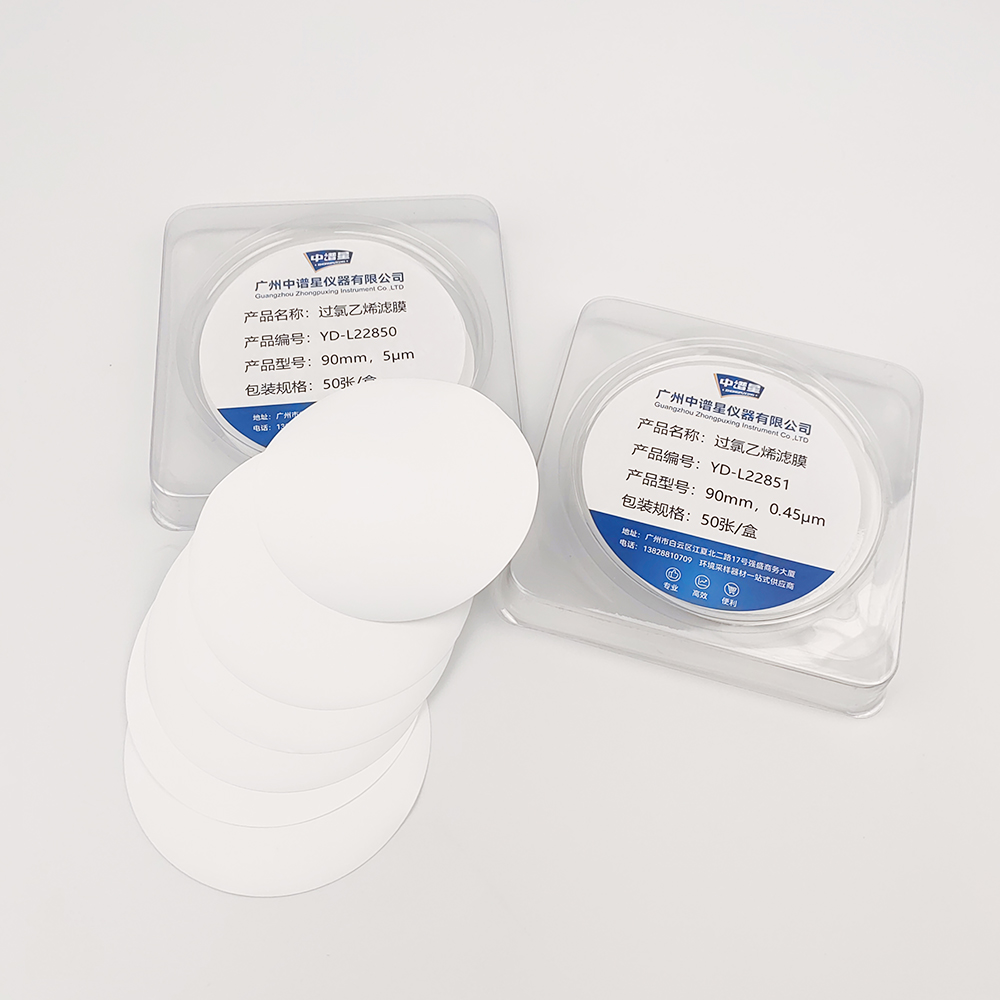 中谱星
广州中谱星仪器有限公司
Guangzhou Zhongpuxing Instrument Co .,LTD
产品名称：过氯乙烯滤膜
产品编号：YD-L22850
产品型号：90mm，5μm
包装规格：50张/盒
地址：广州市
电话：
中谱星
广州中谱星仪器有限公司
Guangzhou Zhongpuxing Instrument Co .,LTD
产品名称：过氯乙烯滤膜
产品编号：YD-L22851
产品型号：90mm，0.45μm
包装规格：50张/盒
地址：广州市白云区江夏北二路17号强盛商务大厦
电话：13828810709 环境采样器材一站式供应商
专业 高效 便利